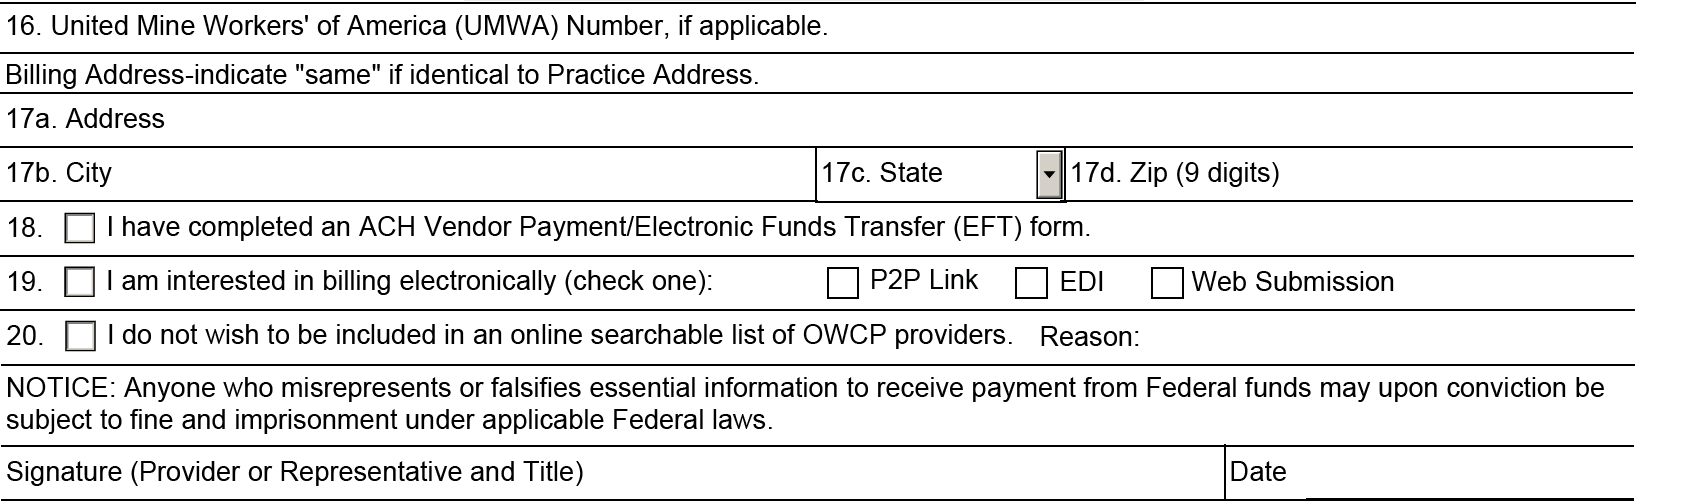 16. United Mine Workers' of America (UMWA) Number, if applicable.
Billing Address-indicate "same" if identical to Practice Address.
17a. Address
17b. City 17c. State 17d. Zip (9 digits)
18. I have completed an ACH Vendor Payment/Electronic Funds Transfer (EFT) form.
19. I am interested in billing electronically (check one): P2P Link EDI Web Submission
20. I do not wish to be included in an online searchable list of OWCP providers. Reason:
NOTICE: Anyone who misrepresents or falsifies essential information to receive payment from Federal funds may upon conviction be
subject to fine and imprisonment under applicable Federal laws.
Signature (Provider or Representative and Title) Date